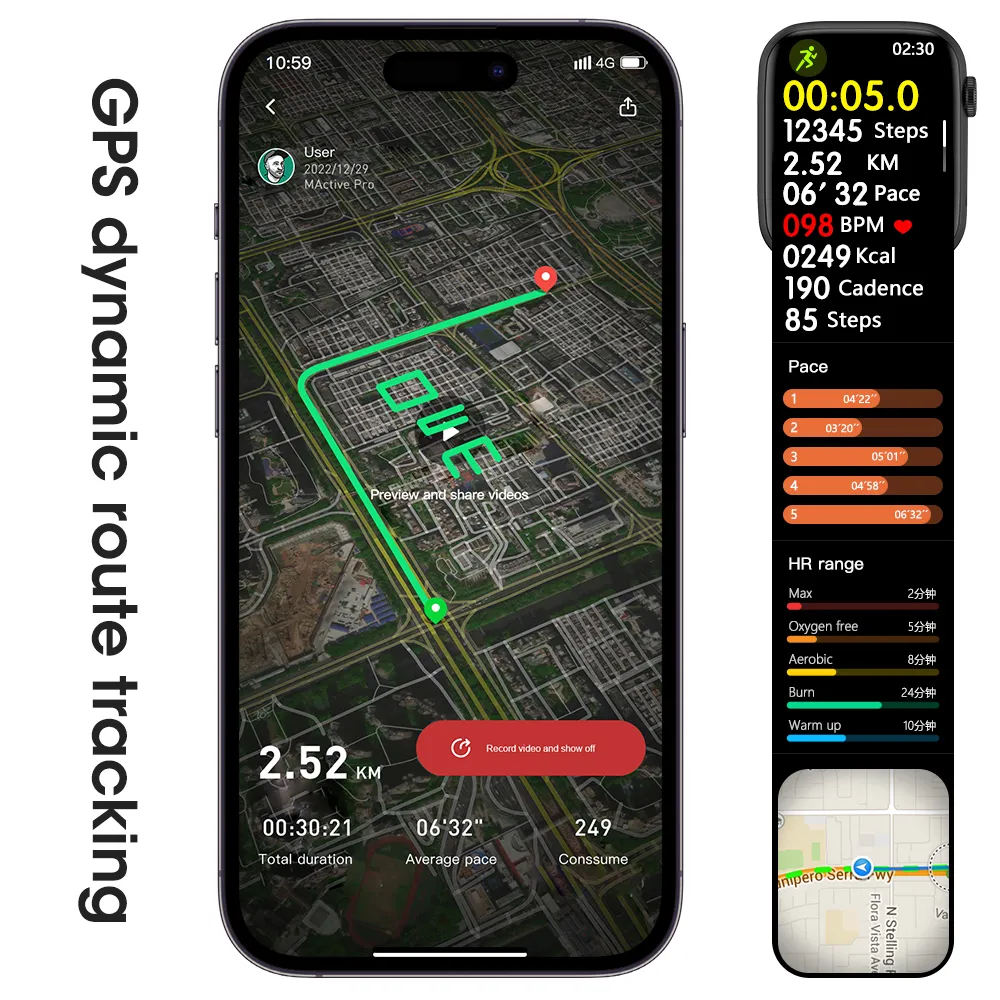 GPS dynamic route tracking
10:59
4G
User
2022/12/29
MActive Pro
Preview and share videos
2.52 KM
Record video and show off
00:30:21
Total duration
06'32"
Average pace
249
Conssume
02:30
00:05.0
12345 Steps
2.52 KM
06' 32 Pace
098 BPM
0249 Kcal
190 Cadence
85 Steps
Pace
1 04'22"
2 03'20"
3 05'01"
4 04'58"
5 06'32"
HR range
Max 2分钟
Oxygen free 5分钟
Aerobic 8分钟
Burn 24分钟
Warm up 10分钟
nipero Serra Pwy
N Stelling
Flora Vista Av
Va